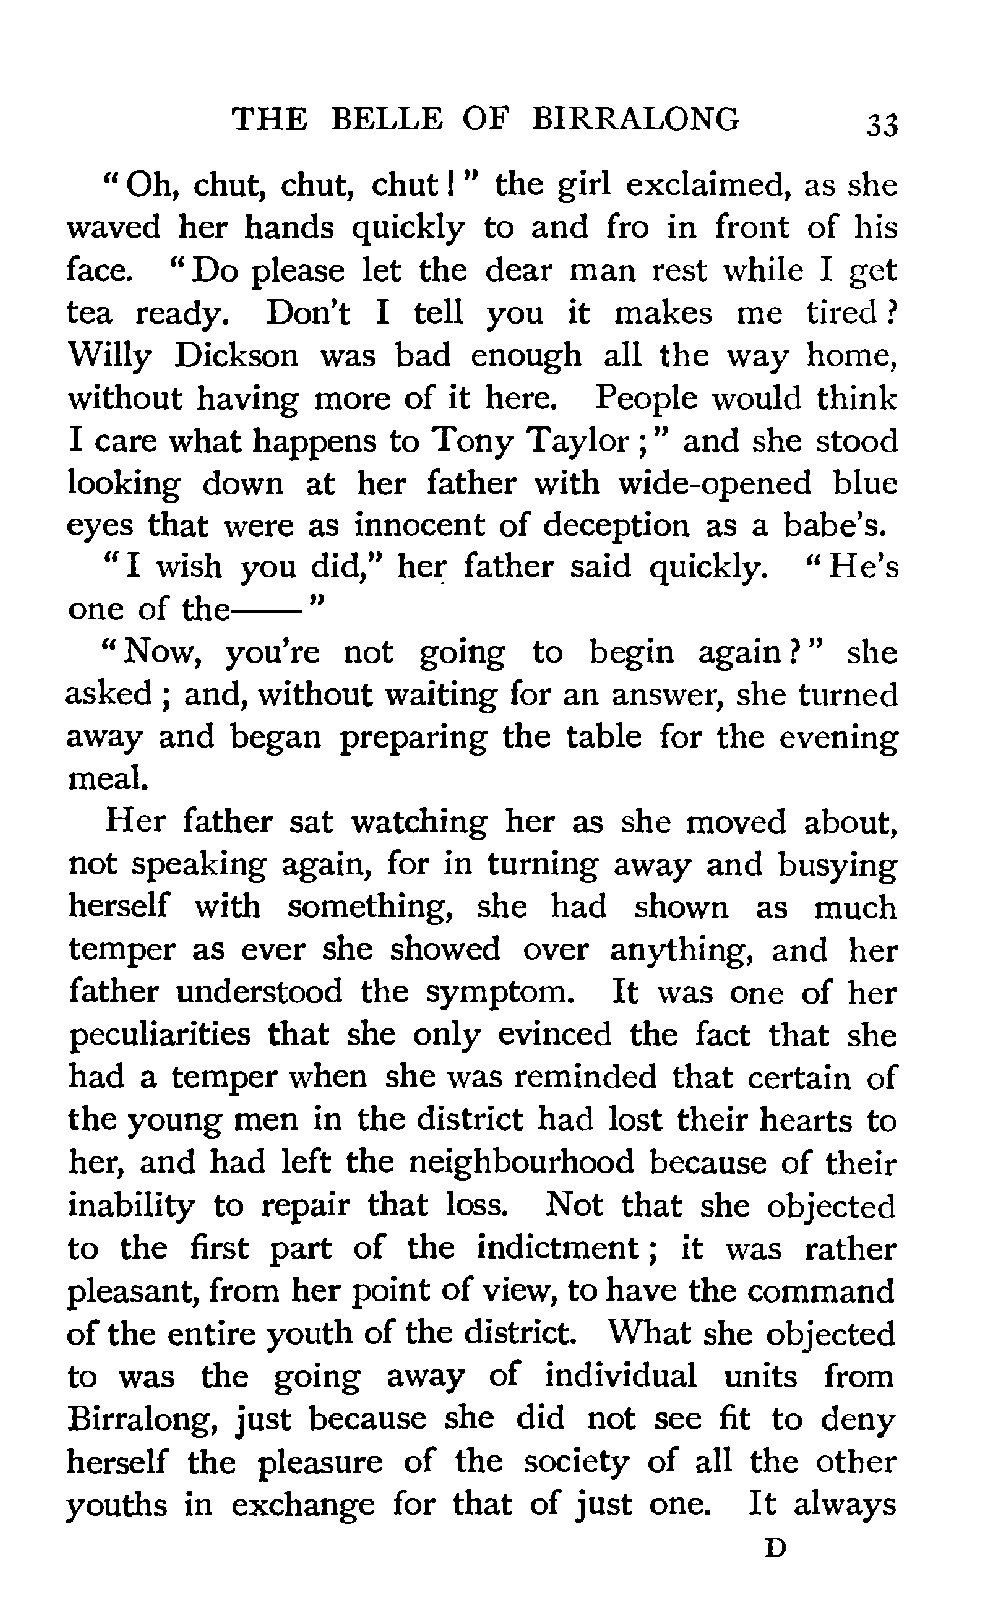 THE BELLE OF BIRRALONG 33
"Oh, chut, chut, chut!" the girl exclaimed, as she
waved her hands quickly to and fro in front of his
face. "Do please let the dear man rest while I get
tea ready. Don't I tell you it makes me tired?
Willy Dickson was bad enough all the way home,
without having more of it here. People would think
I care what happens to Tony Taylor;" and she stood
looking down at her father with wide-opened blue
eyes that were as innocent of deception as a babe's.
"I wish you did," her father said quickly. "He's
one of the——"
"Now, you're not going to begin again?" she
asked; and, without waiting for an answer, she turned
away and began preparing the table for the evening
meal.
Her father sat watching her as she moved about,
not speaking again, for in turning away and busying
herself with something, she had shown as much
temper as ever she showed over anything, and her
father understood the symptom. It was one of her
peculiarities that she only evinced the fact that she
had a temper when she was reminded that certain of
the young men in the district had lost their hearts to
her, and had left the neighbourhood because of their
inability to repair that loss. Not that she objected
to the first part of the indictment; it was rather
pleasant, from her point of view, to have the command
of the entire youth of the district. What she objected
to was the going away of individual units from
Birralong, just because she did not see fit to deny
herself the pleasure of the society of all the other
youths in exchange for that of just one. It always
D